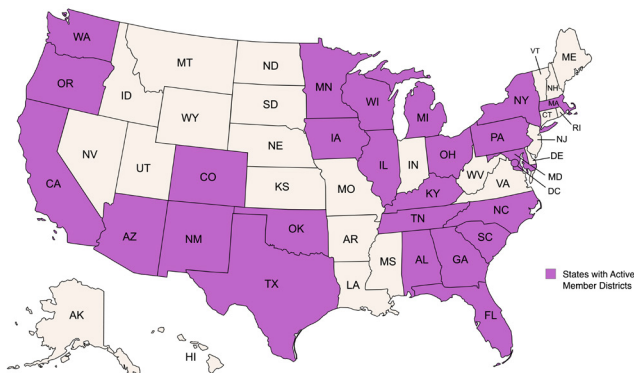 WA
MT
ND
MN
VT
ME
OR
ID
SD
WI
MI
NY
NH
MA
CT
RI
WY
IA
PA
NJ
NV
UT
NE
IL
IN
OH
DE
MD
DC
CA
CO
KS
MO
KY
WV
VA
AZ
NM
OK
AR
TN
NC
SC
TX
LA
MS
AL
GA
FL
States with Active
Member Districts
AK
HI